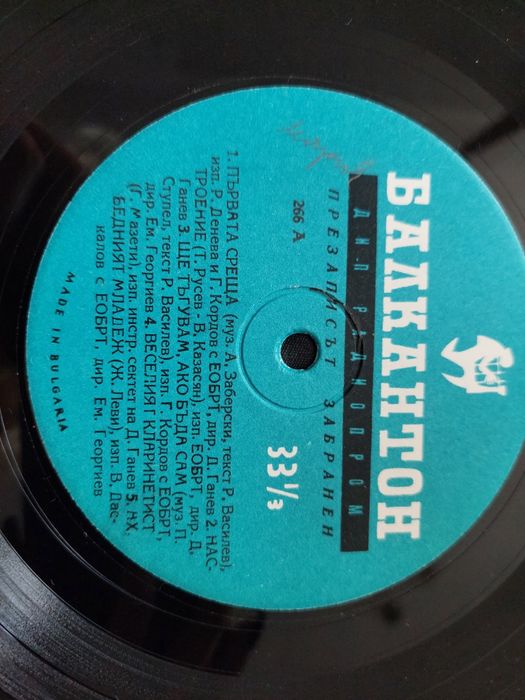 БАЛКАНТОН
ДИП РАДИОПРОМ
ПРЕЗАПИСЪТ ЗАБРАНЕН
266 А
33⅓
1. ПЪРВАТА СРЕЩА (муз. А. Заберски, текст Р. Василев),
изп. Р. Денева и Г. Кордов с ЕОБРТ, дир. Д. Ганев 2. НАС-
ТРОЕНИЕ (Т. Русев - В. Казасян), изп. ЕОБРТ, дир. Д.
Ганев 3. ЩЕ ТЪГУВАМ, АКО БЪДА САМ (муз. П.
Ступел, текст Р. Василев), изп. Г. Кордов с ЕОБРТ,
дир. Ем. Георгиев 4. ВЕСЕЛИЯТ КЛАРИНЕТИСТ
(Г. Мазети), изп. инстр. секстет на Д. Ганев 5. НХ,
БЕДНИЯТ МЛАДЕЖ (Ж. Леви), изп. В. Дас-
калов с ЕОБРТ, дир. Ем. Георгиев
MADE IN BULGARIA